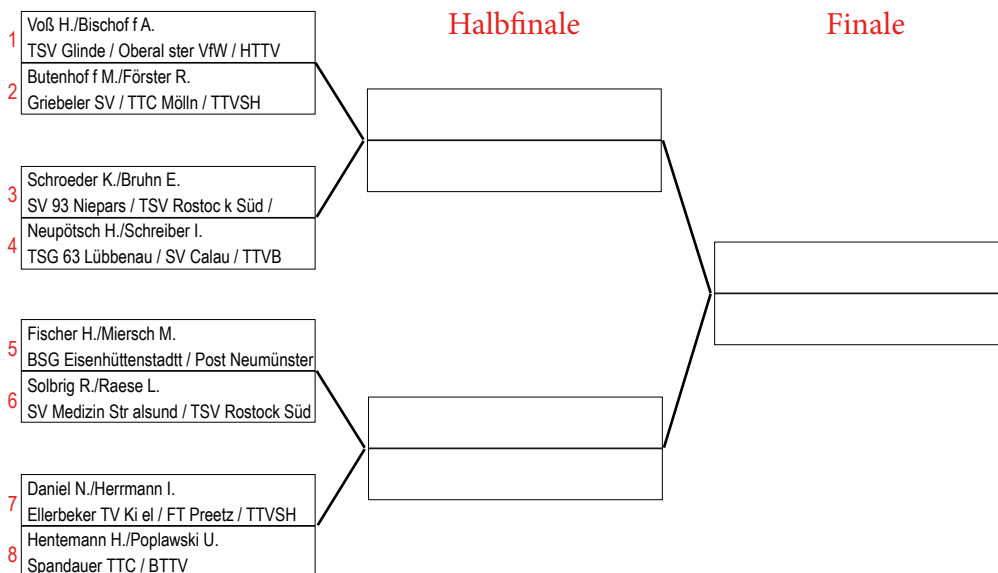 Halbfinale
Finale
1
Voß H./Bischof f A.
TSV Glinde / Oberal ster VfW / HTTV
2
Butenhof f M./Förster R.
Griebeler SV / TTC Mölln / TTVSH
3
Schroeder K./Bruhn E.
SV 93 Niepars / TSV Rostoc k Süd /
4
Neupötsch H./Schreiber I.
TSG 63 Lübbenau / SV Calau / TTVB
5
Fischer H./Miersch M.
BSG Eisenhüttenstadtt / Post Neumünster
6
Solbrig R./Raese L.
SV Medizin Str alsund / TSV Rostock Süd
7
Daniel N./Herrmann I.
Ellerbeker TV Ki el / FT Preetz / TTVSH
8
Hentemann H./Poplawski U.
Spandauer TTC / BTTV